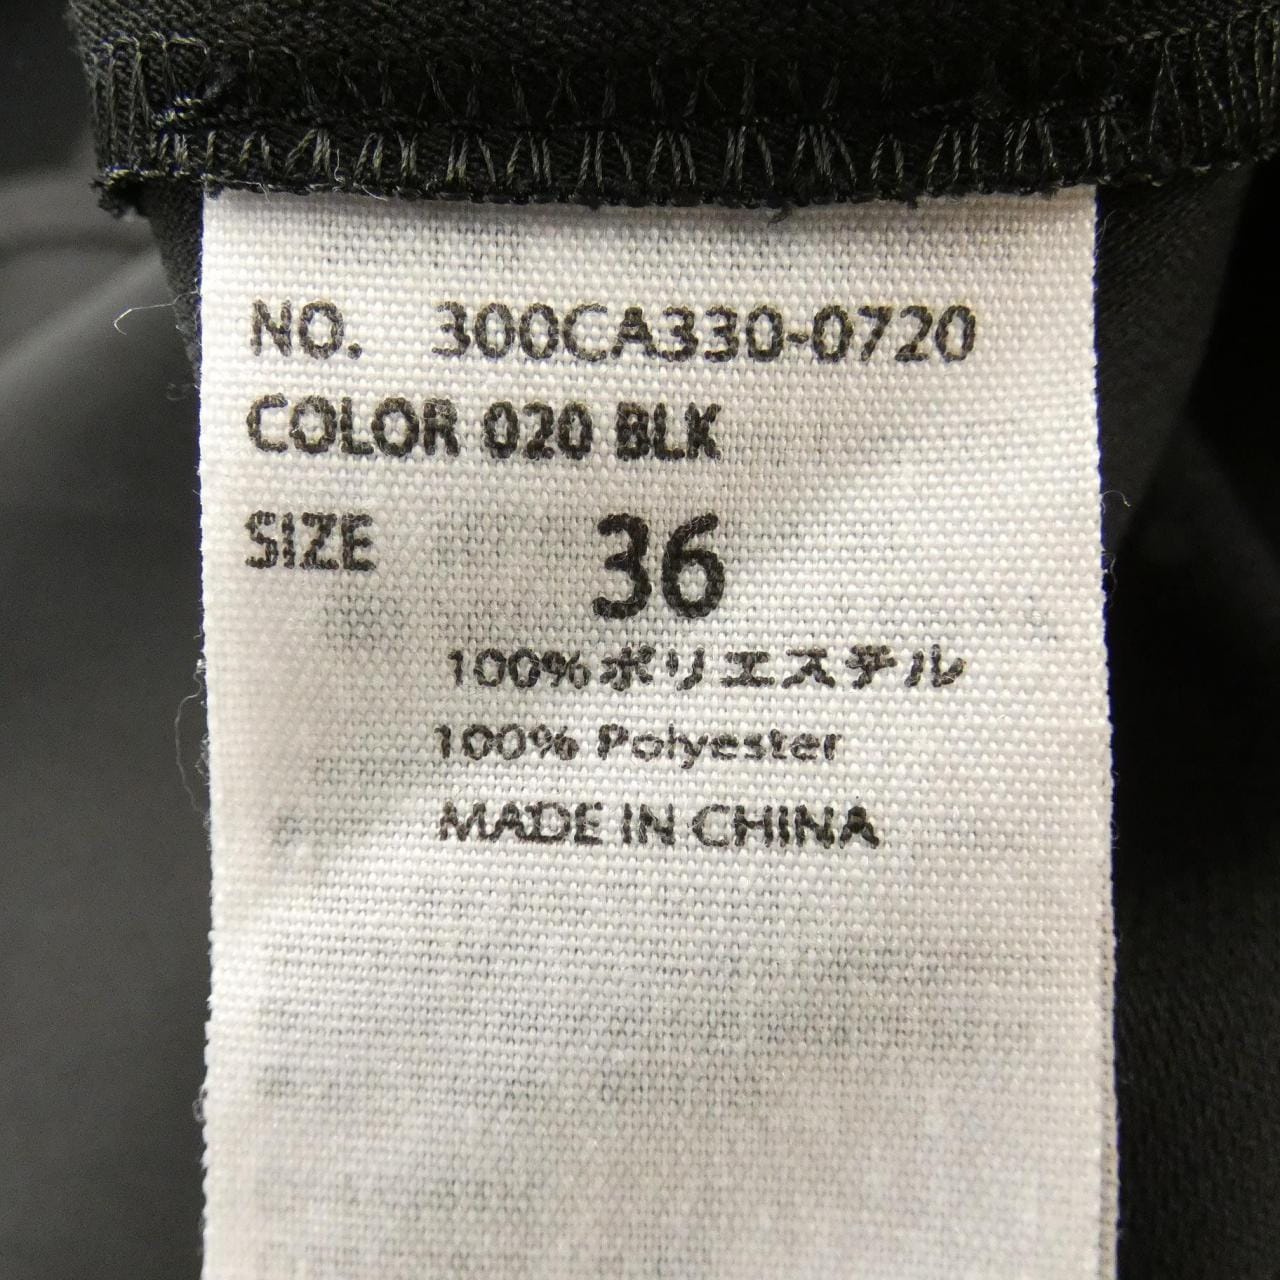 NO. 300CA330-0720
COLOR 020 BLK
SIZE 36
100%ポリエステル
100% Polyester
MADE IN CHINA